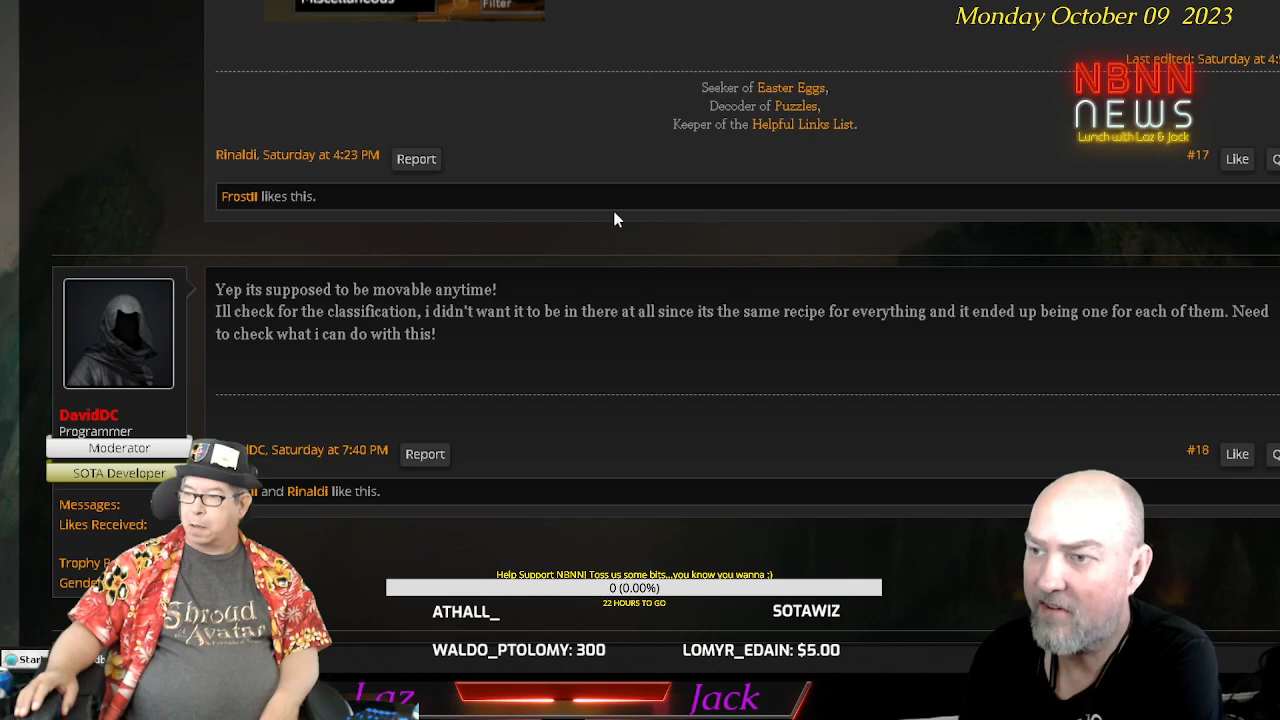 Miscellaneous
Filter
Monday October 09 2023
Last edited: Saturday at 4:
NBNN
NEWS
Lunch with Laz & Jack
Seeker of Easter Eggs,
Decoder of Puzzles,
Keeper of the Helpful Links List.
Rinaldi, Saturday at 4:23 PM
Report
#17
Like
FrostII likes this.
Yep its supposed to be movable anytime!
Ill check for the classification, i didn't want it to be in there at all since its the same recipe for everything and it ended up being one for each of them. Need
to check what i can do with this!
DavidDC
Programmer
Moderator
SOTA Developer
DC, Saturday at 7:40 PM
Report
#18
Like
and Rinaldi like this.
Messages:
Likes Received:
Trophy
Shroud
of the
Avatar
Help Support NBNN! Toss us some bits...you know you wanna :)
0 (0.00%)
22 HOURS TO GO
ATHALL_
SOTAWIZ
WALDO_PTOLOMY: 300
LOMYR_EDAIN: $5.00
Start
Laz
Jack